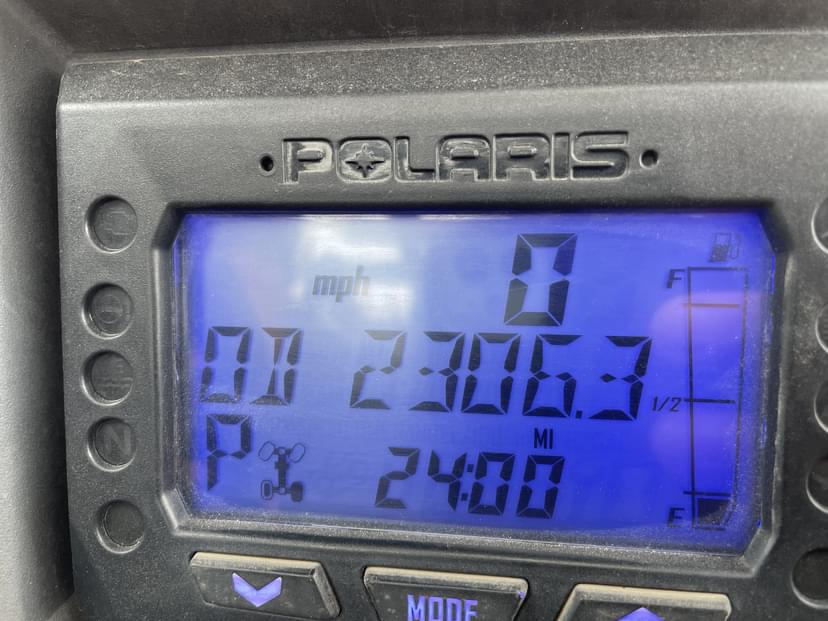 POLARIS
mph 0
F
OD 2306.3
1/2
MI
P 24:00
E
N
MODE